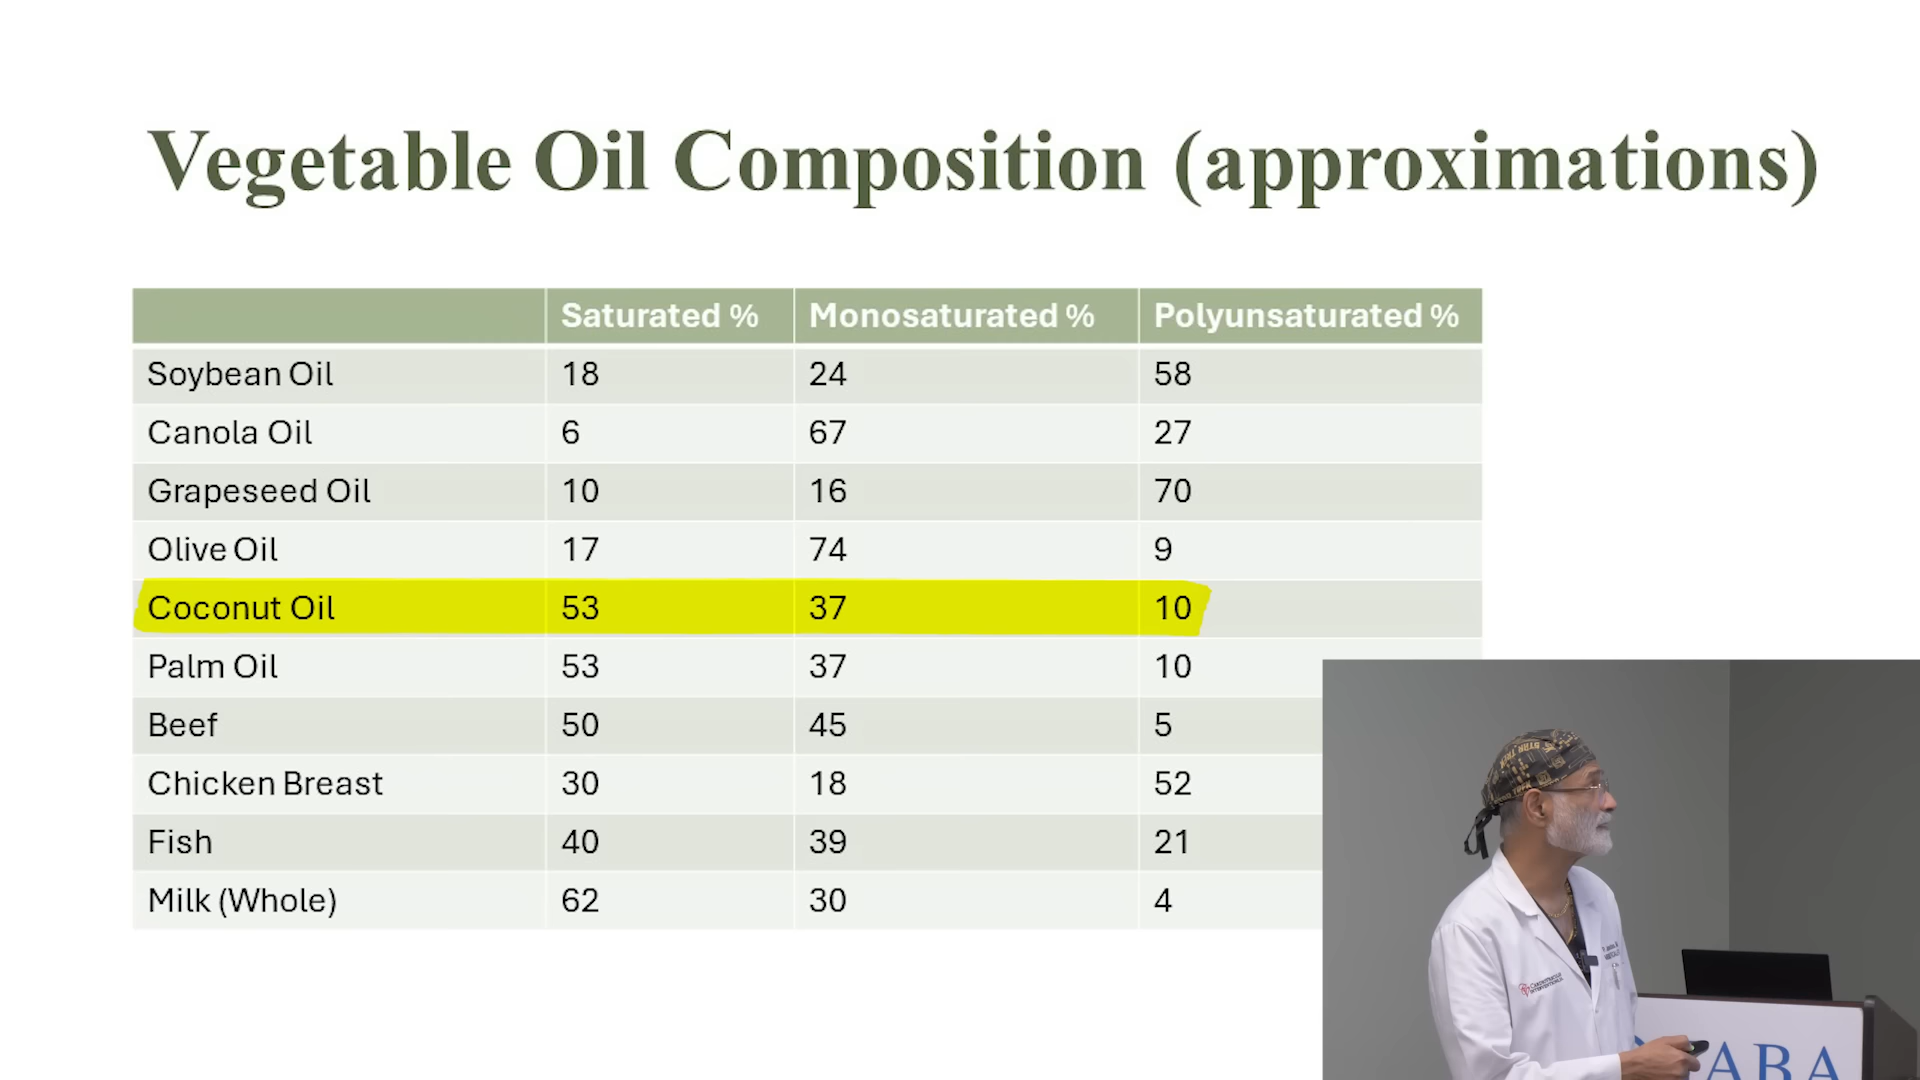 Vegetable Oil Composition (approximations)
Saturated % Monosaturated % Polyunsaturated %
Soybean Oil 18 24 58
Canola Oil 6 67 27
Grapeseed Oil 10 16 70
Olive Oil 17 74 9
Coconut Oil 53 37 10
Palm Oil 53 37 10
Beef 50 45 5
Chicken Breast 30 18 52
Fish 40 39 21
Milk (Whole) 62 30 4
ABA